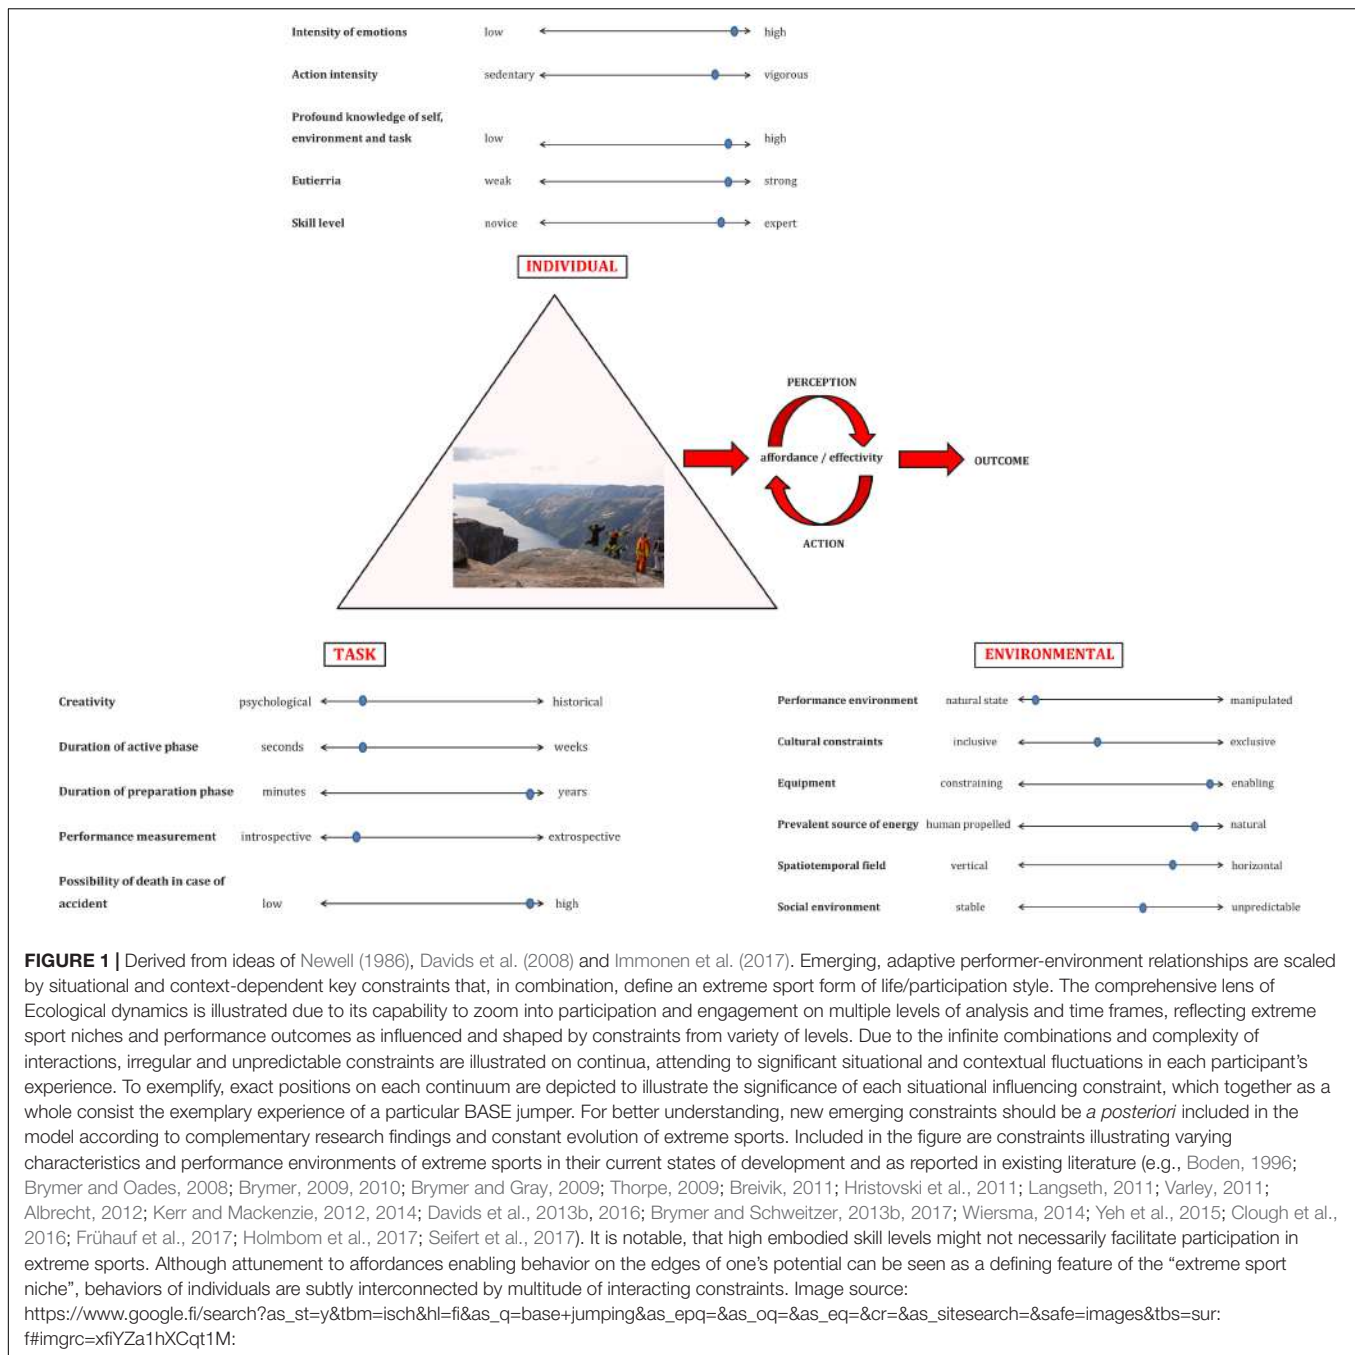 Intensity of emotions low high
Action intensity sedentary vigorous
Profound knowledge of self,
environment and task low high
Eutierria weak strong
Skill level novice expert
INDIVIDUAL
PERCEPTION
affordance / effectivity
OUTCOME
ACTION
TASK
Creativity psychological historical
Duration of active phase seconds weeks
Duration of preparation phase minutes years
Performance measurement introspective extrospective
Possibility of death in case of
accident low high
ENVIRONMENTAL
Performance environment natural state manipulated
Cultural constraints inclusive exclusive
Equipment constraining enabling
Prevalent source of energy human propelled natural
Spatiotemporal field vertical horizontal
Social environment stable unpredictable
FIGURE 1 | Derived from ideas of Newell (1986), Davids et al. (2008) and Immonen et al. (2017). Emerging, adaptive performer-environment relationships are scaled
by situational and context-dependent key constraints that, in combination, define an extreme sport form of life/participation style. The comprehensive lens of
Ecological dynamics is illustrated due to its capability to zoom into participation and engagement on multiple levels of analysis and time frames, reflecting extreme
sport niches and performance outcomes as influenced and shaped by constraints from variety of levels. Due to the infinite combinations and complexity of
interactions, irregular and unpredictable constraints are illustrated on continua, attending to significant situational and contextual fluctuations in each participant's
experience. To exemplify, exact positions on each continuum are depicted to illustrate the significance of each situational influencing constraint, which together as a
whole consist the exemplary experience of a particular BASE jumper. For better understanding, new emerging constraints should be a posteriori included in the
model according to complementary research findings and constant evolution of extreme sports. Included in the figure are constraints illustrating varying
characteristics and performance environments of extreme sports in their current states of development and as reported in existing literature (e.g., Boden, 1996;
Brymer and Oades, 2008; Brymer, 2009, 2010; Brymer and Gray, 2009; Thorpe, 2009; Breivik, 2011; Hristovski et al., 2011; Langseth, 2011; Varley, 2011;
Albrecht, 2012; Kerr and Mackenzie, 2012, 2014; Davids et al., 2013b, 2016; Brymer and Schweitzer, 2013b, 2017; Wiersma, 2014; Yeh et al., 2015; Clough et al.,
2016; Frühauf et al., 2017; Holmbom et al., 2017; Seifert et al., 2017). It is notable, that high embodied skill levels might not necessarily facilitate participation in
extreme sports. Although attunement to affordances enabling behavior on the edges of one's potential can be seen as a defining feature of the “extreme sport
niche”, behaviors of individuals are subtly interconnected by multitude of interacting constraints. Image source:
https://www.google.fi/search?as_st=y&tbm=isch&hl=fi&as_q=base+jumping&as_epq=&as_oq=&as_eq=&cr=&as_sitesearch=&safe=images&tbs=sur:
f#imgrc=xfiYZa1hXCqt1M: